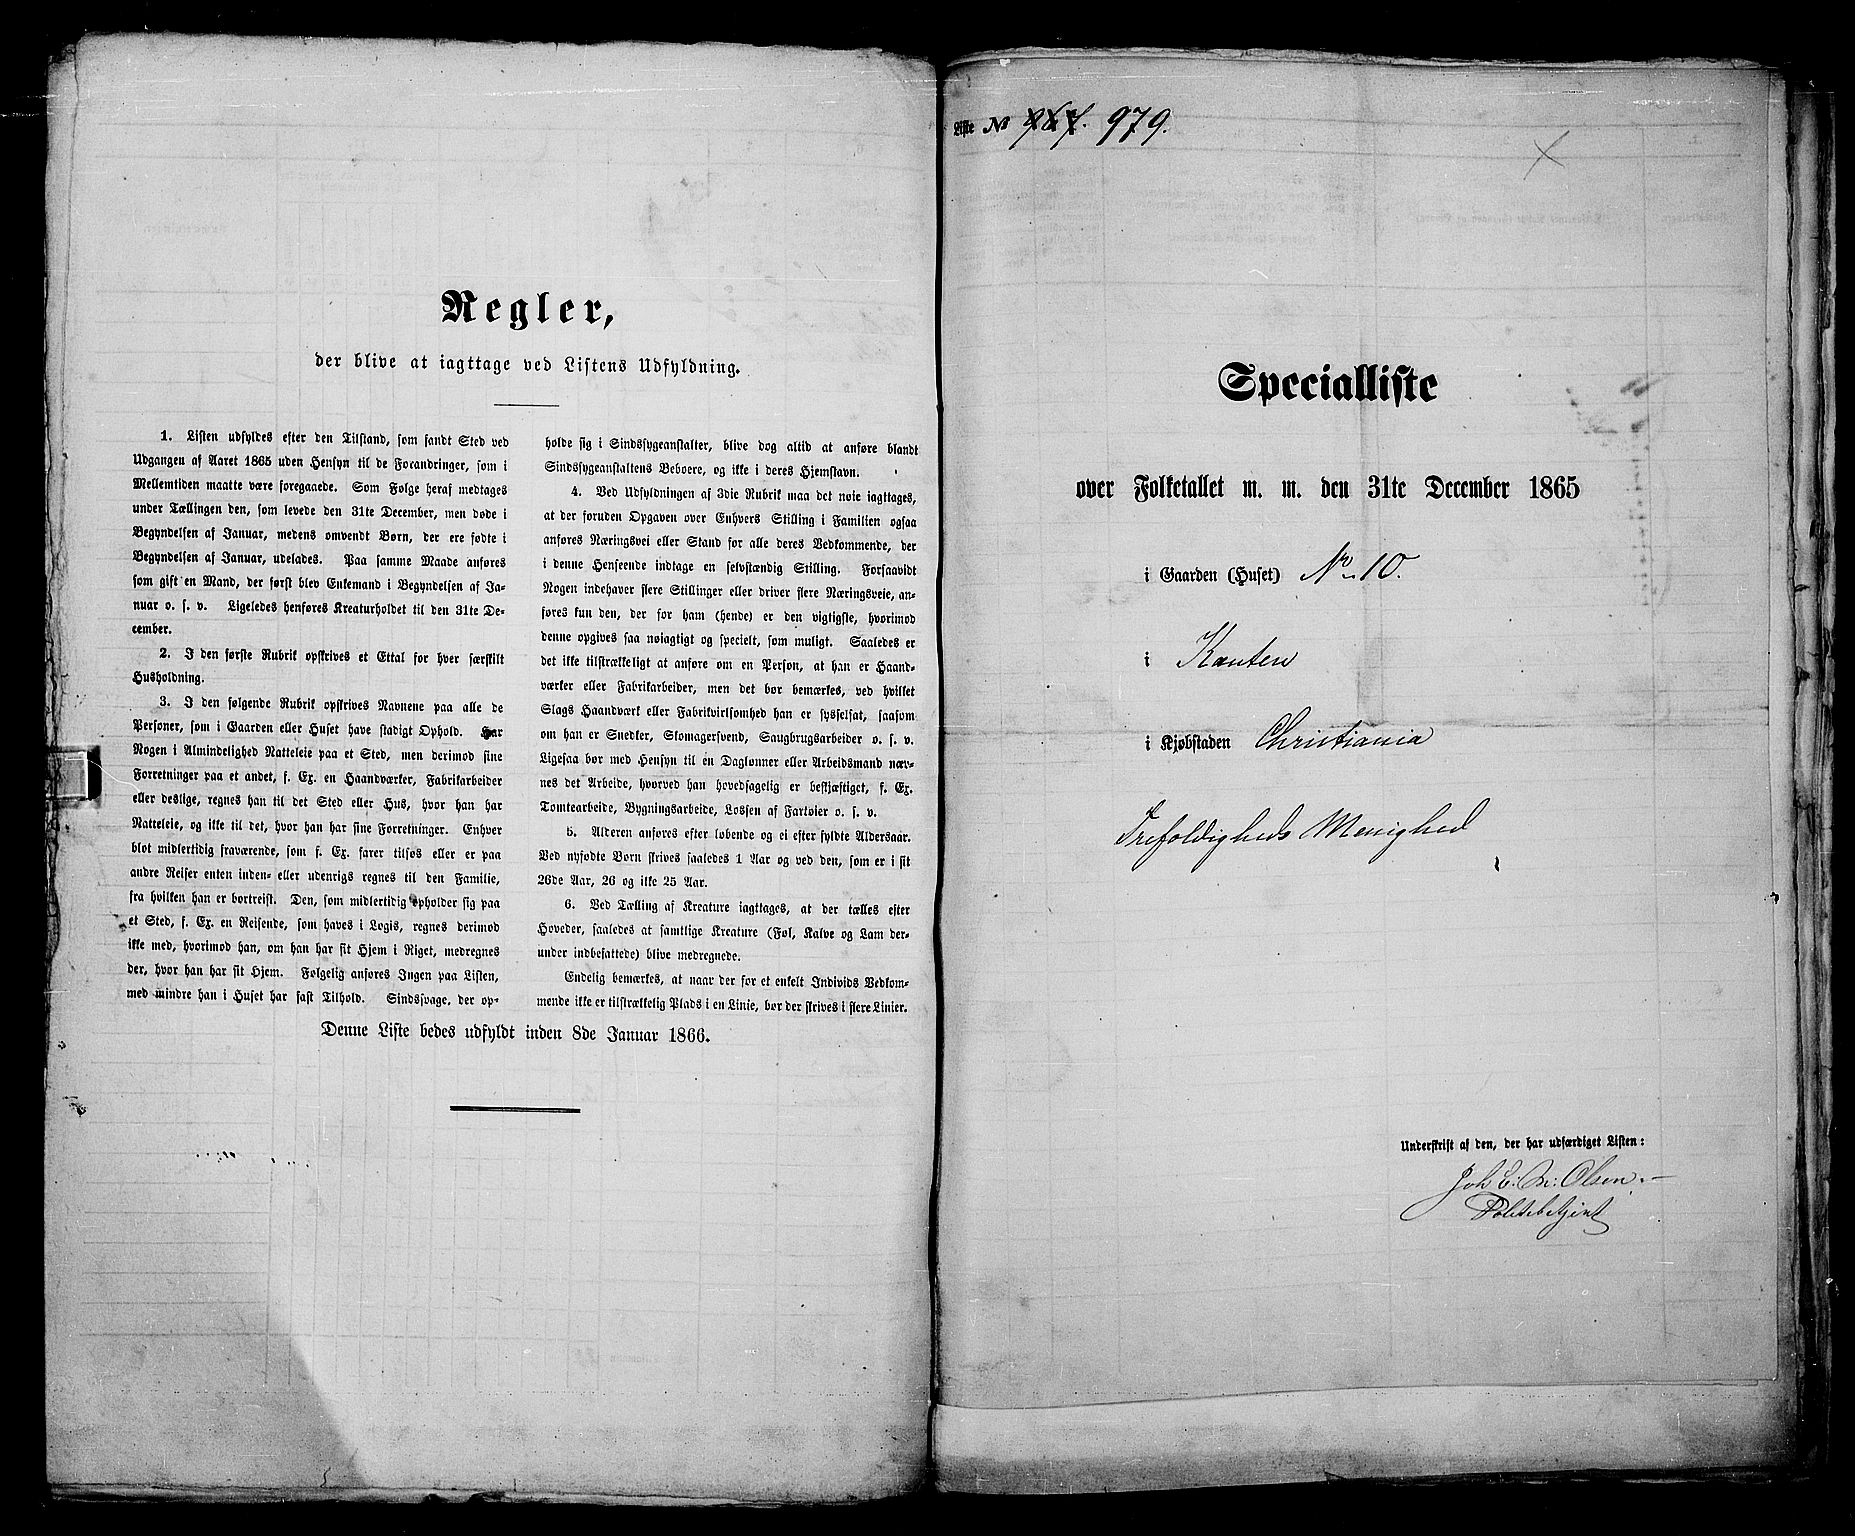 Regler,
der blive at iagttage ved Listens Udfyldning.
1. Listen udfyldes efter den Tilstand, som fandt Sted ved
Udgangen af Aaret 1865 uden Hensyn til de Forandringer, som i
Mellemtiden maatte være foregaaede. Som Følge heraf medtages
under Tællingen den, som levede den 31te December, men døde i
Begyndelsen af Januar, medens omvendt Børn, der ere fødte i
Begyndelsen af Januar, udelades. Paa samme Maade anføres
som gift en Mand, der først blev Enkemand i Begyndelsen af Ja-
nuar o. s. v. Ligeledes henføres Kreaturholdet til den 31te De-
cember.
2. I den første Rubrik opskrives et Ettal for hver særskilt
Husholdning.
3. I den følgende Rubrik opskrives Navnene paa alle de
Personer, som i Gaarden eller Huset have stadigt Ophold. Har
Nogen i Almindelighed Natteleie paa et Sted, men derimod sine
Forretninger paa et andet, f. Ex. en Haandværker, Fabrikarbeider
eller deslige, regnes han til det Sted eller Hus, hvor han har
Natteleie, og ikke til det, hvor han har sine Forretninger. Enhver
blot midlertidig fraværende, som f. Ex. farer tilsøs eller er paa
andre Reiser enten inden- eller udenrigs regnes til den Familie,
fra hvilken han er bortreist. Den, som midlertidig opholder sig paa
et Sted, f. Ex. en Reisende, som haves i Logis, regnes derimod
ikke med, hvorimod han, om han har sit Hjem i Riget, medregnes
der, hvor han har sit Hjem. Følgelig anføres Ingen paa Listen,
med mindre han i Huset har fast Tilhold. Sindssvage, der op-
holde sig i Sindssygeanstalter, blive dog altid at anføre blandt
Sindssygeanstaltens Beboere, og ikke i deres Hjemstavn.
4. Ved Udfyldningen af 3die Rubrik maa det nøie iagttages,
at der foruden Opgaven over Enhvers Stilling i Familien ogsaa
anføres Næringsvei eller Stand for alle deres Vedkommende, der
i denne Henseende indtage en selvstændig Stilling. Forsaavidt
Nogen indehaver flere Stillinger eller driver flere Næringsveie, an-
føres kun den, der for ham (hende) er den vigtigste, hvorimod
denne opgives saa nøiagtigt og specielt, som muligt. Saaledes er
det ikke tilstrækkeligt at anføre om en Person, at han er Haand-
værker eller Fabrikarbeider, men det bør bemærkes, ved hvilket
Slags Haandværk eller Fabrikvirksomhed han er sysselsat, saasom
om han er Snedker, Skomagersvend, Saugbrugsarbeider o. s. v.
Ligesaa bør med Hensyn til en Daglønner eller Arbeidsmand næv-
nes det Arbeide, hvorved han hovedsagelig er beskjæftiget, f. Ex.
Tomtearbeide, Bygningsarbeide, Lossen af Fartøier o. s. v.
5. Alderen anføres efter løbende og ei efter fyldte Aldersaar.
Ved nyfødte Børn skrives saaledes 1 Aar og ved den, som er i sit
26de Aar, 26 og ikke 25 Aar.
6. Ved Tælling af Kreature iagttages, at der tælles efter
Hoveder, saaledes at samtlige Kreature (Føl, Kalve og Lam der-
under indbefattede) blive medregnede.
Endelig bemærkes, at naar der for et enkelt Individs Vedkom-
mende ikke er tilstrækkelig Plads i en Linie, bør der skrives i flere Linier.
Denne Liste bedes udfyldt inden 8de Januar 1866.
Liste № 979.
Specialliste
over Folketallet m. m. den 31te December 1865
i Gaarden (Huset) No 10.
i Kanten
i Kjøbstaden Christiania
Trefoldigheds Menighed
Underskrift af den, der har udfærdiget Listen:
Joh E. M. Olsen.
Politibetjent